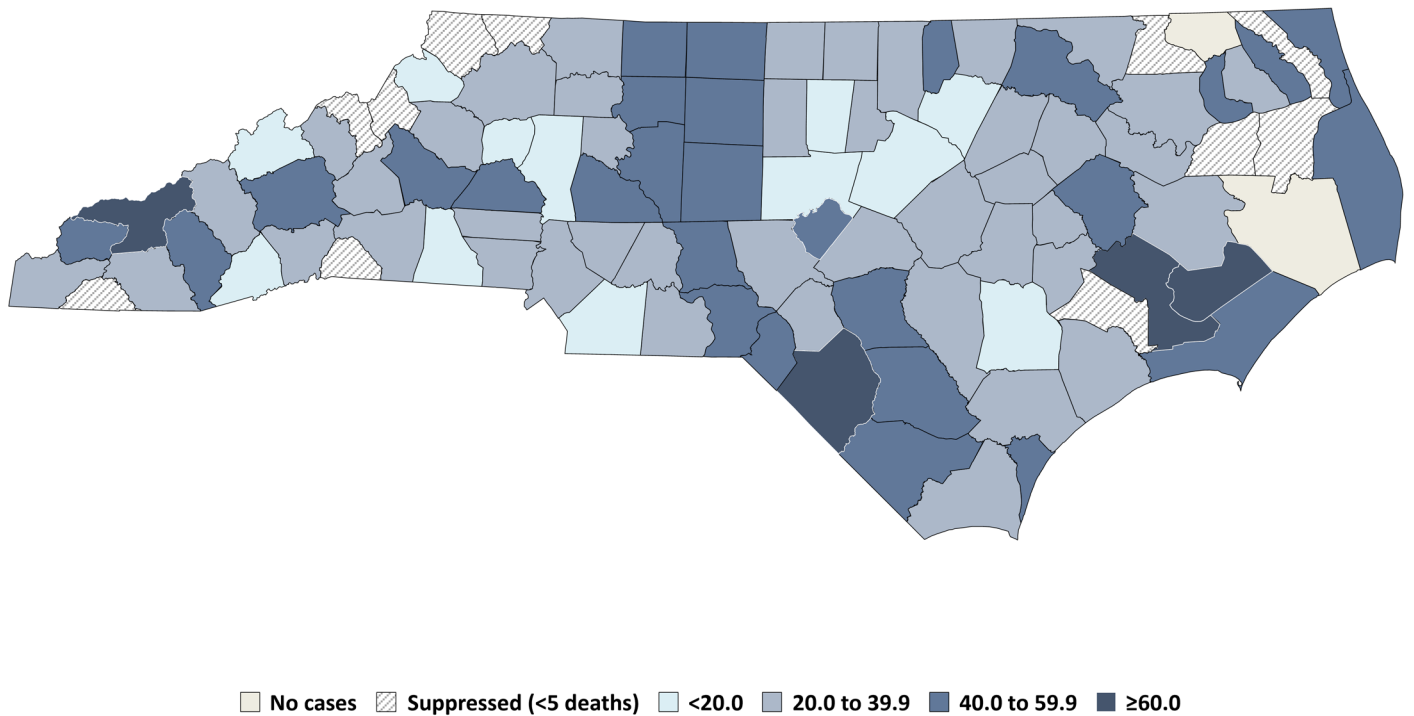 No cases Suppressed (<5 deaths) <20.0 20.0 to 39.9 40.0 to 59.9 ≥60.0